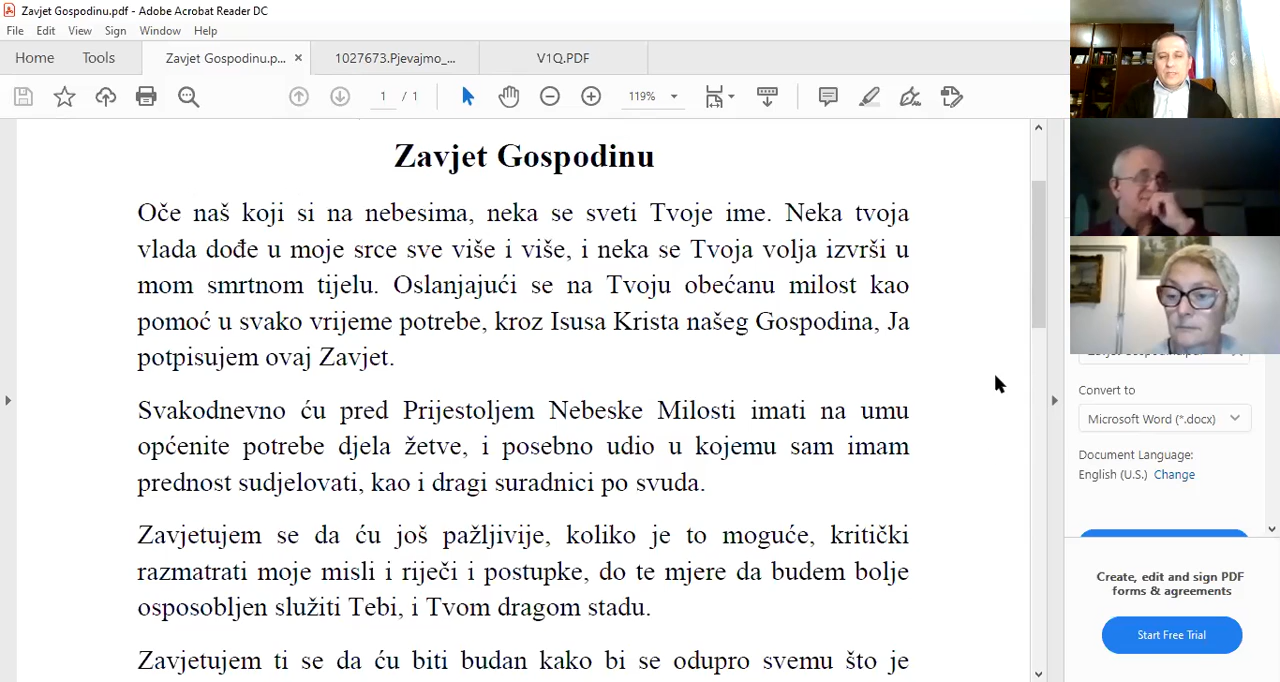 Zavjet Gospodinu.pdf - Adobe Acrobat Reader DC
File Edit View Sign Window Help
Home Tools Zavjet Gospodinu.p... × 1027673.PJevajmo_... V1Q.PDF
1 / 1 119%
Zavjet Gospodinu
Oče naš koji si na nebesima, neka se sveti Tvoje ime. Neka tvoja
vlada dođe u moje srce sve više i više, i neka se Tvoja volja izvrši u
mom smrtnom tijelu. Oslanjajući se na Tvoju obećanu milost kao
pomoć u svako vrijeme potrebe, kroz Isusa Krista našeg Gospodina, Ja
potpisujem ovaj Zavjet.
Svakodnevno ću pred Prijestoljem Nebeske Milosti imati na umu
općenite potrebe djela žetve, i posebno udio u kojemu sam imam
prednost sudjelovati, kao i dragi suradnici po svuda.
Zavjetujem se da ću još pažljivije, koliko je to moguće, kritički
razmatrati moje misli i riječi i postupke, do te mjere da budem bolje
osposobljen služiti Tebi, i Tvom dragom stadu.
Zavjetujem ti se da ću biti budan kako bi se odupro svemu što je
Convert to
Microsoft Word (*.docx)
Document Language:
English (U.S.) Change
Create, edit and sign PDF
forms & agreements
Start Free Trial